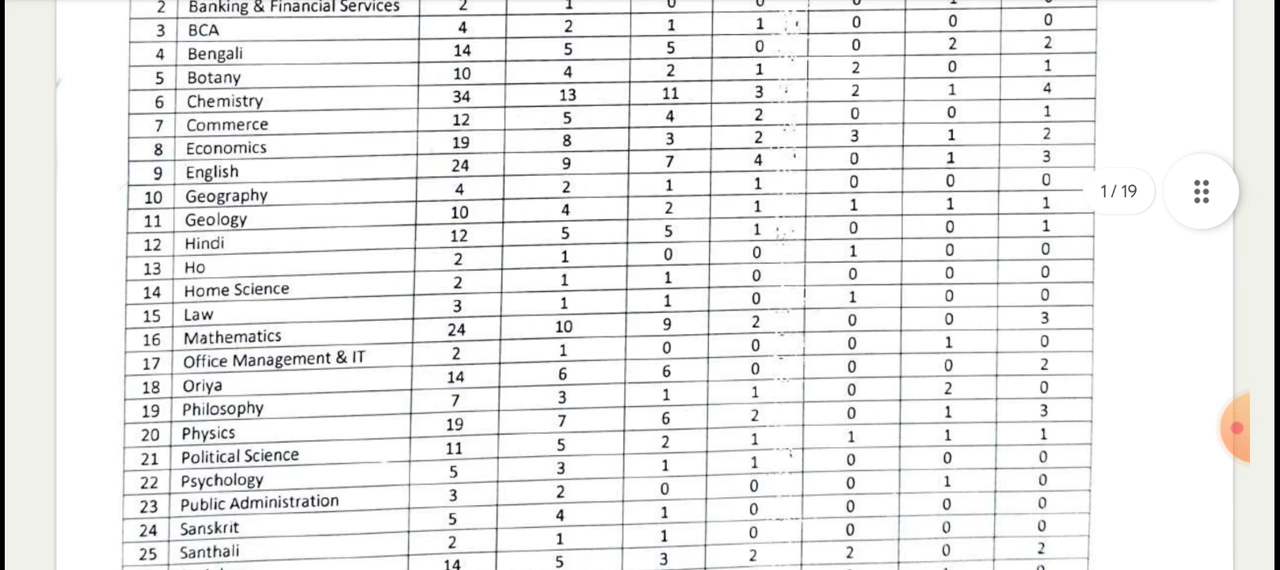 2 Banking & Financial Services 2 1 0 0 0 1
3 BCA 4 2 1 1 0 0 0
4 Bengali 14 5 5 0 0 2 2
5 Botany 10 4 2 1 2 0 1
6 Chemistry 34 13 11 3 2 1 4
7 Commerce 12 5 4 2 0 0 1
8 Economics 19 8 3 2 3 1 2
9 English 24 9 7 4 0 1 3
10 Geography 4 2 1 1 0 0 0
11 Geology 10 4 2 1 1 1 1
12 Hindi 12 5 5 1 0 0 1
13 Ho 2 1 0 0 1 0 0
14 Home Science 2 1 1 0 0 0 0
15 Law 3 1 1 0 1 0 0
16 Mathematics 24 10 9 2 0 0 3
17 Office Management & IT 2 1 0 0 0 1 0
18 Oriya 14 6 6 0 0 0 2
19 Philosophy 7 3 1 1 0 2 0
20 Physics 19 7 6 2 0 1 3
21 Political Science 11 5 2 1 1 1 1
22 Psychology 5 3 1 1 0 0 0
23 Public Administration 3 2 0 0 0 1 0
24 Sanskrit 5 4 1 0 0 0 0
25 Santhali 2 1 1 0 0 0 0
14 5 3 2 2 0 2
1 / 19